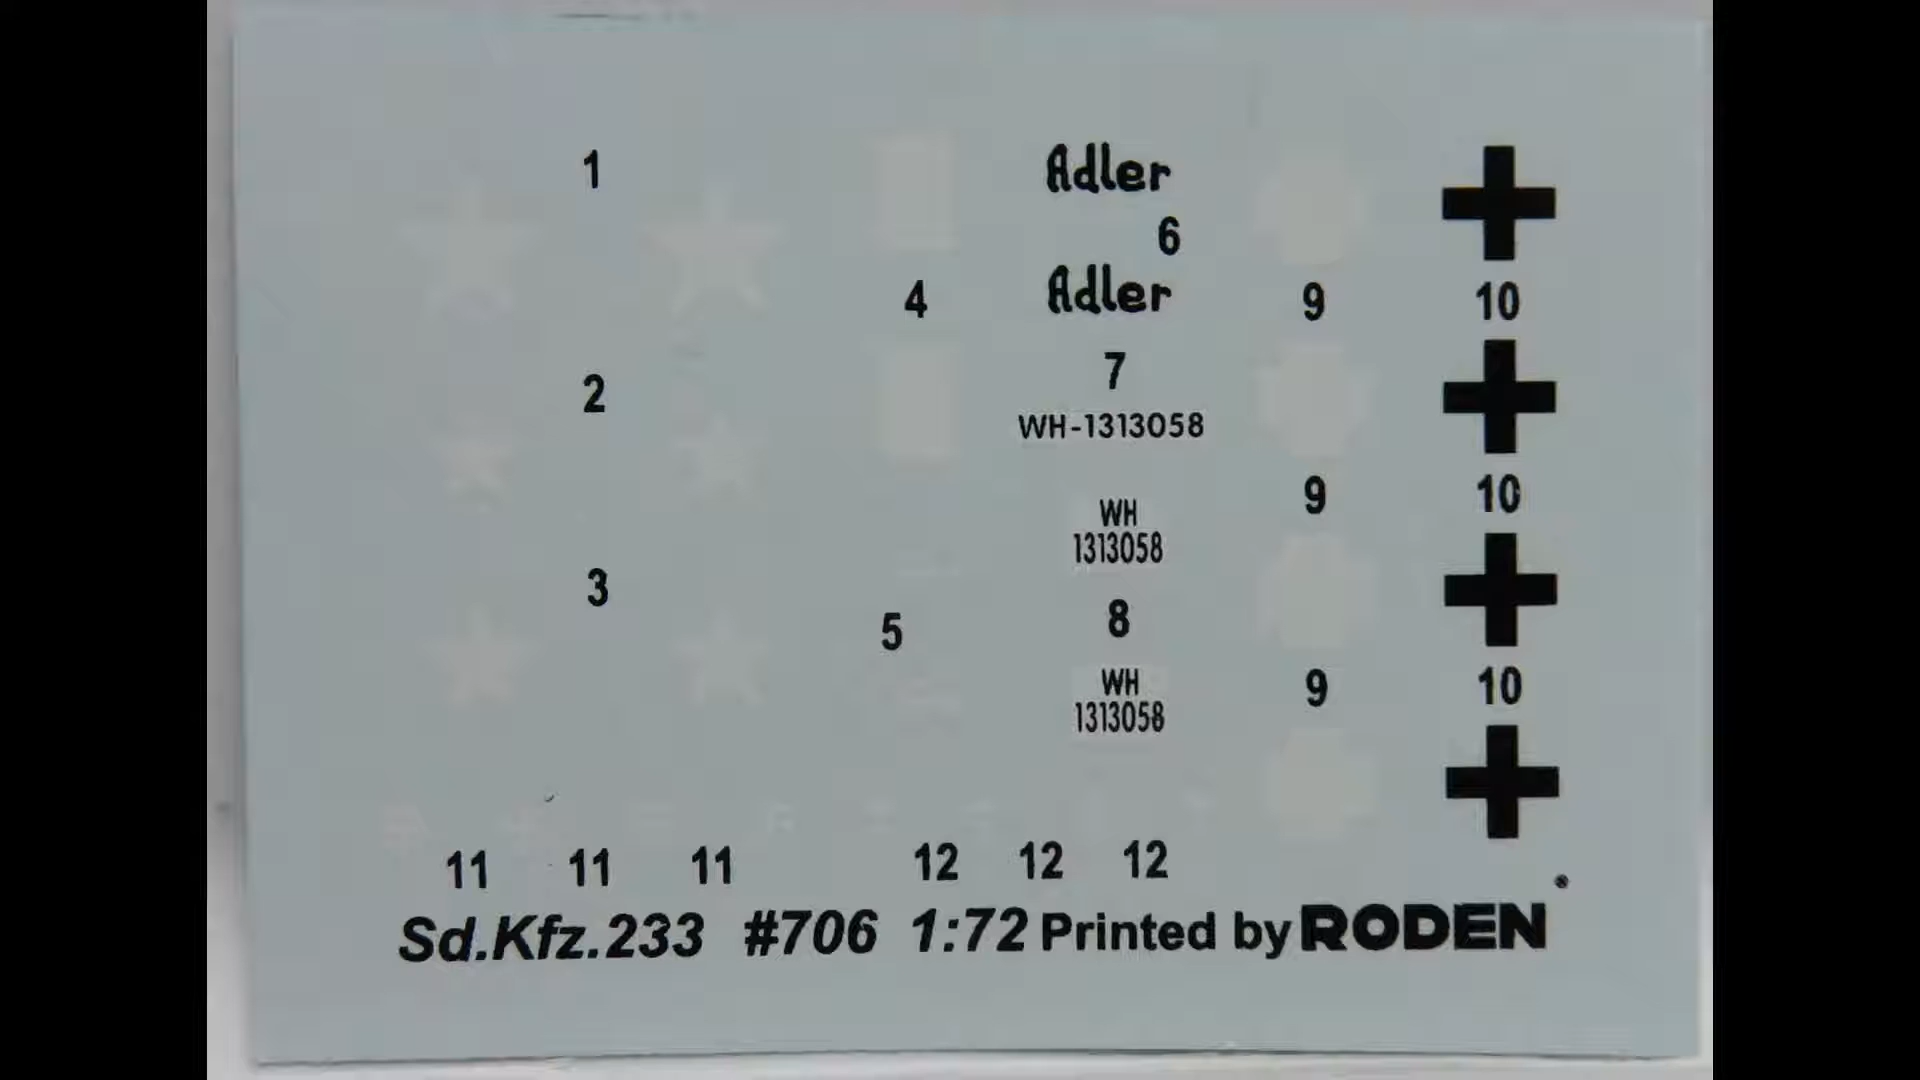 1
Adler
6
4
Adler
9
10
2
7
WH-1313058
9
10
WH
1313058
3
5
8
9
10
WH
1313058
11 11 11 12 12 12
Sd.Kfz.233 #706 1:72 Printed by RODEN